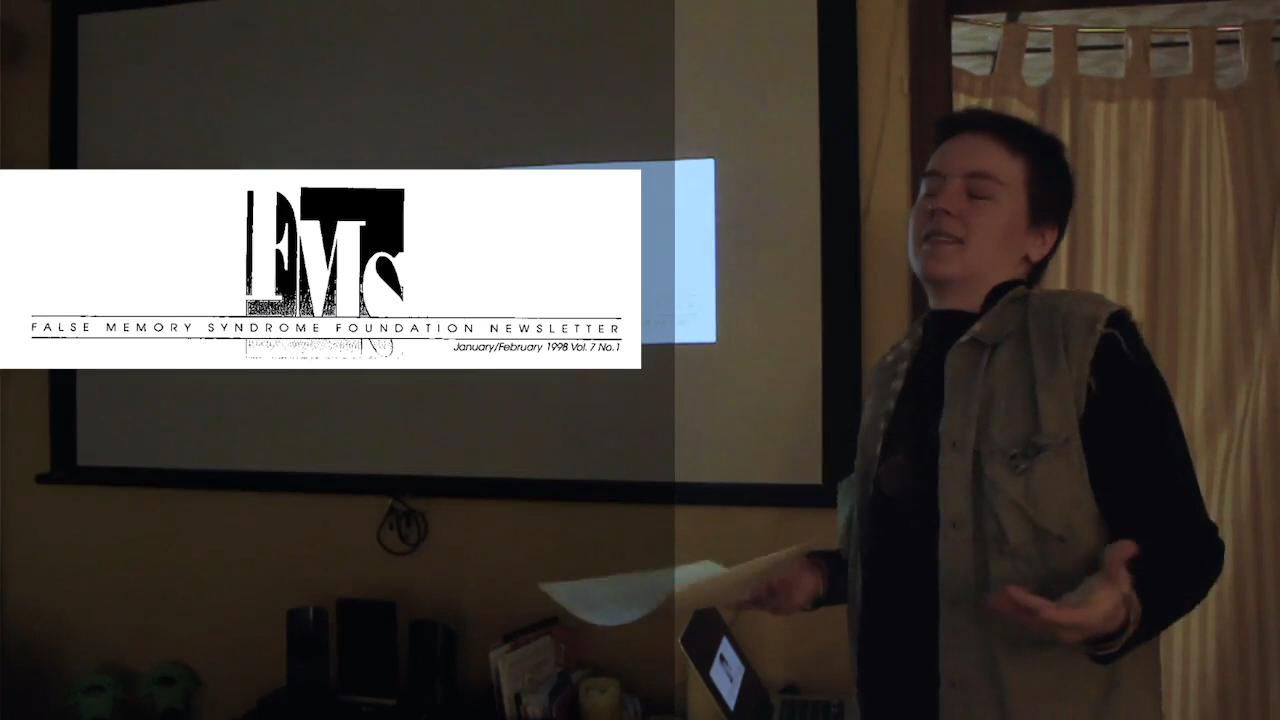 FMS
FALSE MEMORY SYNDROME FOUNDATION NEWSLETTER
January/February 1998 Vol. 7 No.1